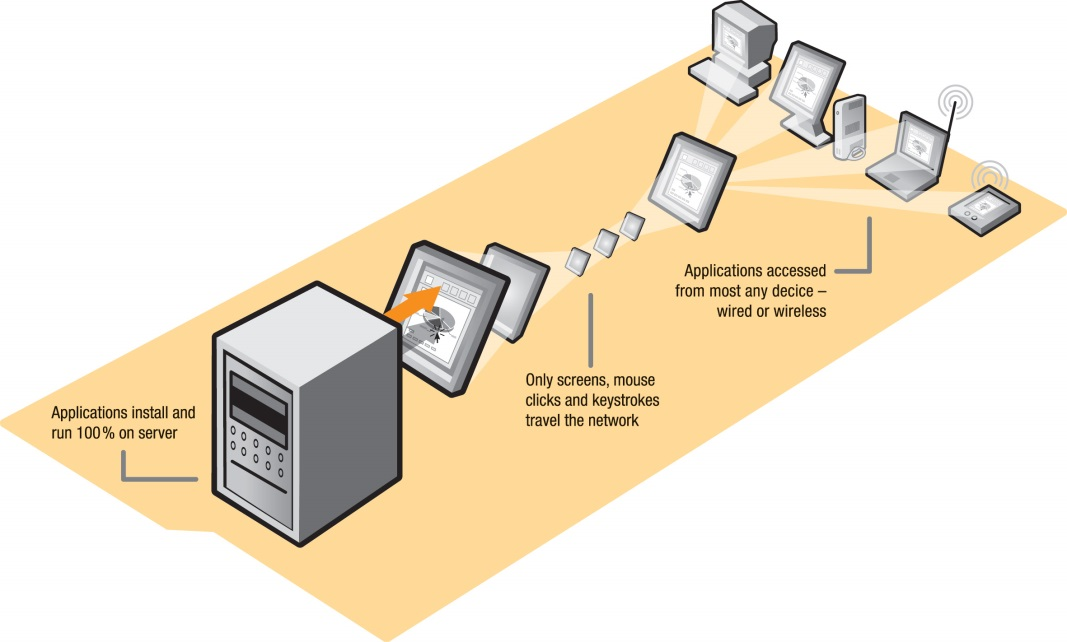 Applications accessed
from most any decice –
wired or wireless
Only screens, mouse
clicks and keystrokes
travel the network
Applications install and
run 100% on server